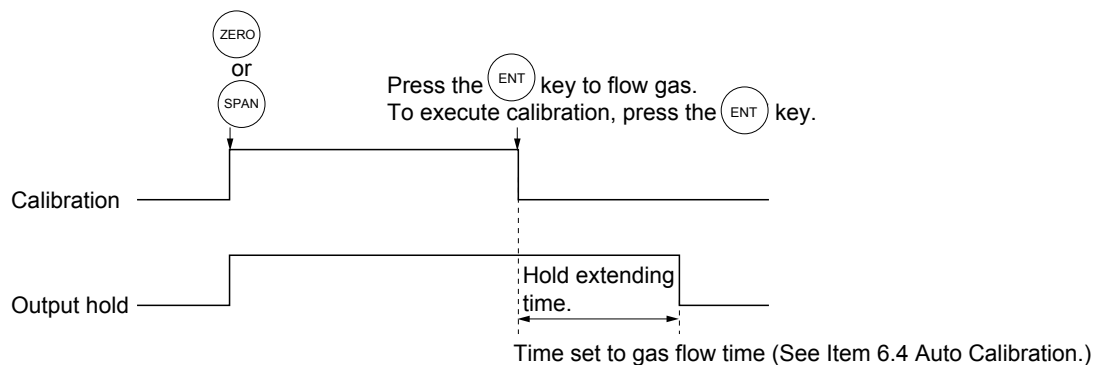 ZERO
or
SPAN
Press the ENT key to flow gas.
To execute calibration, press the ENT key.
Calibration
Output hold
Hold extending
time.
Time set to gas flow time (See Item 6.4 Auto Calibration.)